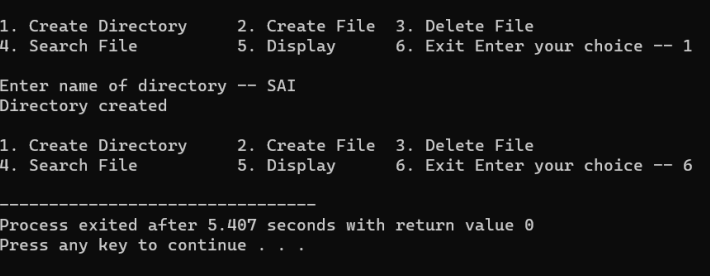 1. Create Directory     2. Create File  3. Delete File
4. Search File          5. Display      6. Exit Enter your choice -- 1
Enter name of directory -- SAI
Directory created
1. Create Directory     2. Create File  3. Delete File
4. Search File          5. Display      6. Exit Enter your choice -- 6
--------------------------------
Process exited after 5.407 seconds with return value 0
Press any key to continue . . .